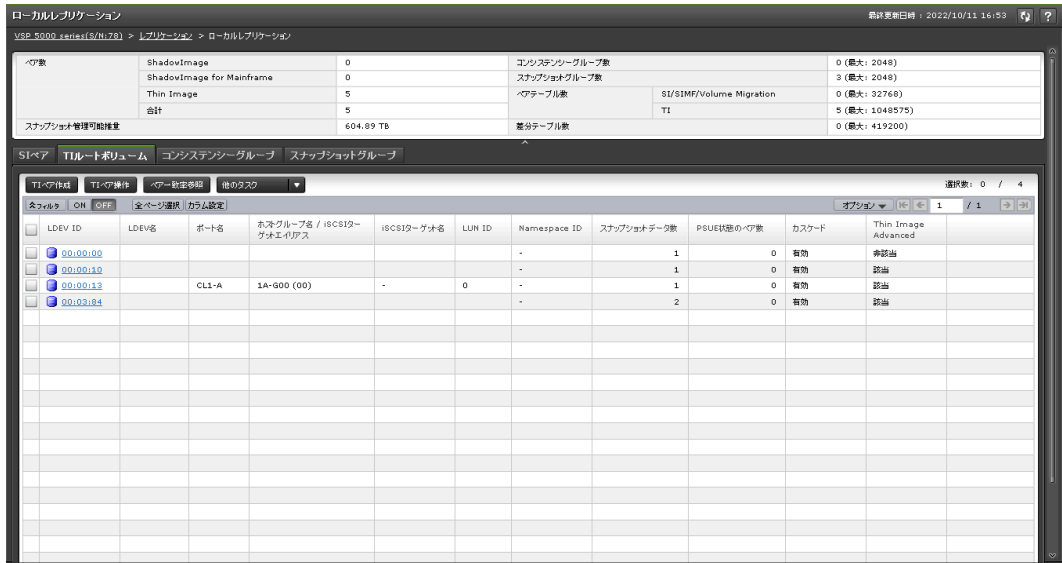 ローカルレプリケーション 最終更新日時 : 2022/10/11 16:53 ?
VSP 5000 series(S/N:78) > レプリケーション > ローカルレプリケーション
ペア数 ShadowImage 0 コンシステンシーグループ数 0 (最大: 2048)
ShadowImage for Mainframe 0 スナップショットグループ数 3 (最大: 2048)
Thin Image 5 ペアテーブル数 SI/SIMF/Volume Migration 0 (最大: 32768)
合計 5 TI 5 (最大: 1048575)
スナップショット管理可能推量 604.89 TB 差分テーブル数 0 (最大: 419200)
SIペア TIルートボリューム コンシステンシーグループ スナップショットグループ
TIペア作成 TIペア操作 ペア一致率参照 他のタスク 選択数: 0 / 4
フィルタ ON OFF 全ページ選択 カラム設定 オプション 1 / 1
LDEV ID LDEV名 ポート名 ホストグループ名 / iSCSIターゲットエイリアス iSCSIターゲット名 LUN ID Namespace ID スナップショットデータ数 PSUE状態のペア数 カスケード Thin Image Advanced
00:00:00 - 1 0 有効 非該当
00:00:10 - 1 0 有効 該当
00:00:13 CL1-A 1A-G00 (00) - 0 - 1 0 有効 該当
00:03:84 - 2 0 有効 該当